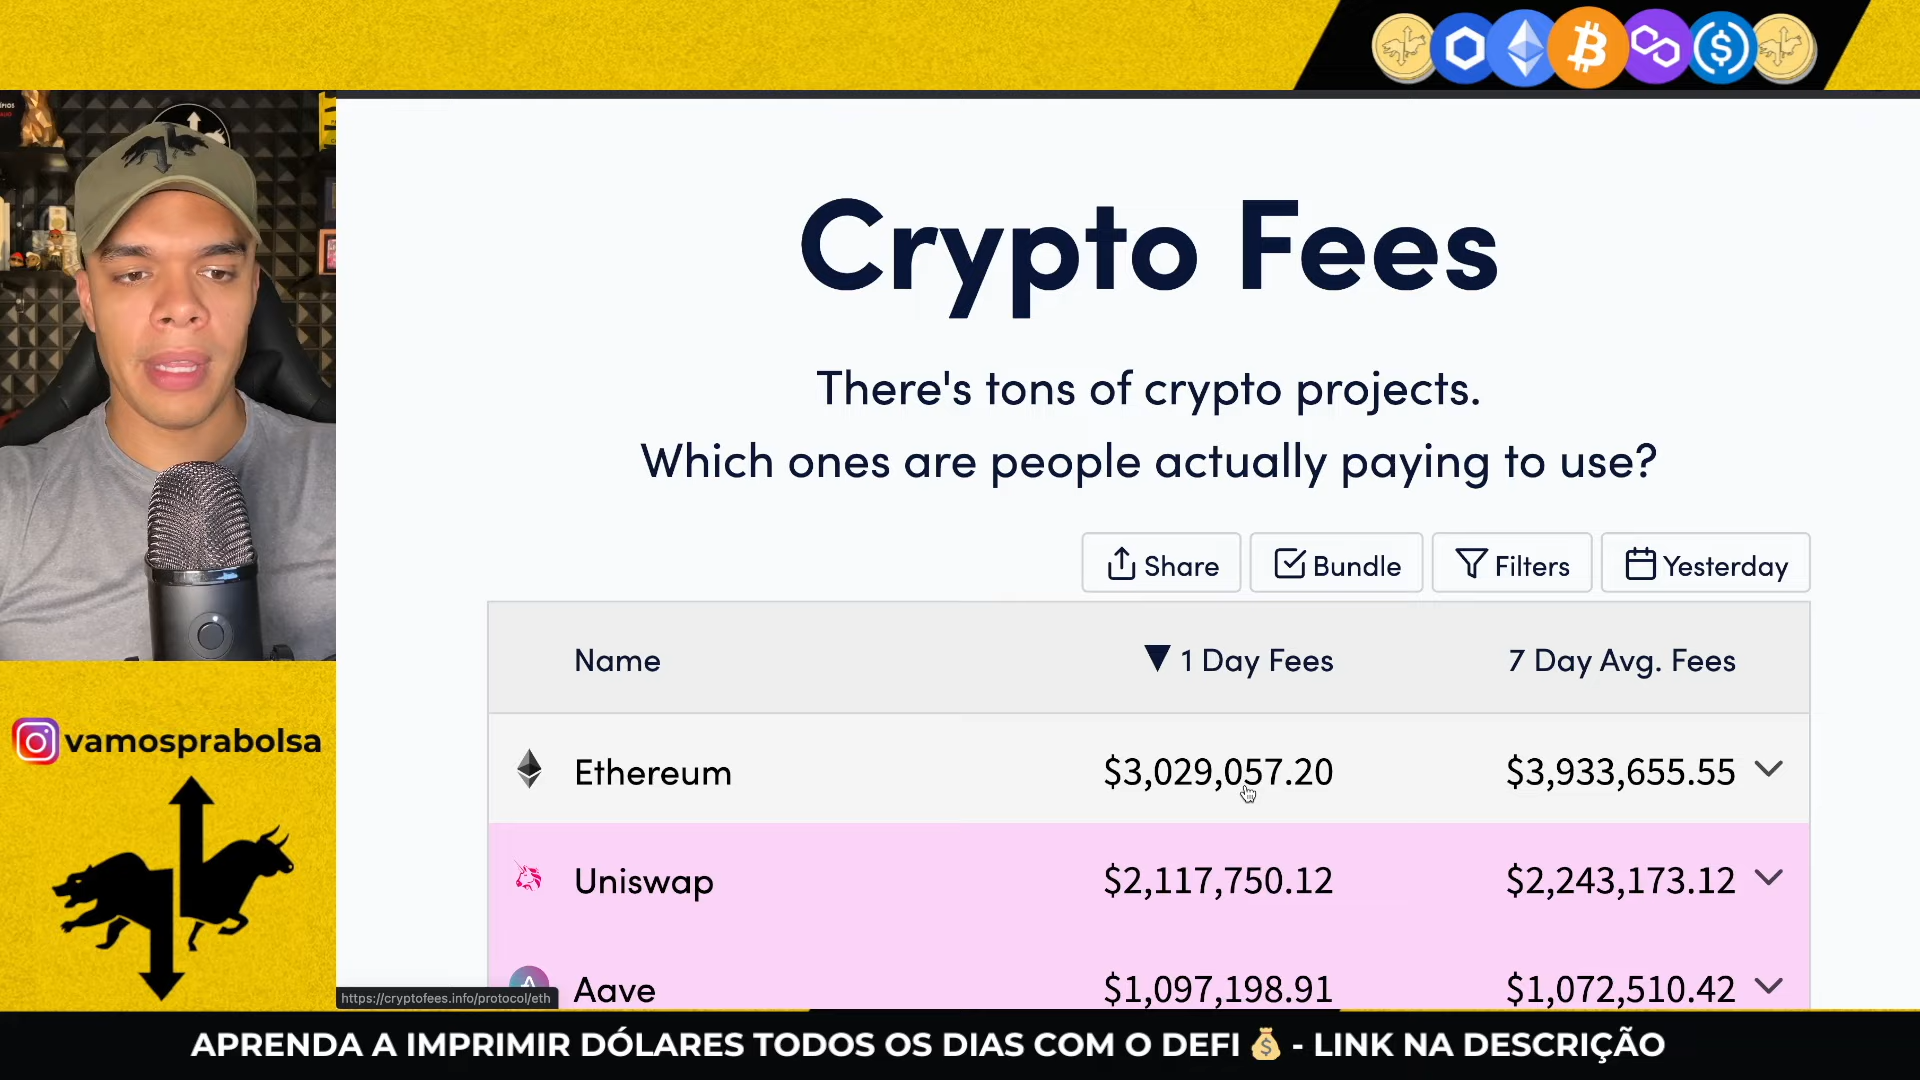 Crypto Fees
There's tons of crypto projects.
Which ones are people actually paying to use?
Share Bundle Filters Yesterday
Name ▼ 1 Day Fees 7 Day Avg. Fees
Ethereum $3,029,057.20 $3,933,655.55
Uniswap $2,117,750.12 $2,243,173.12
Aave $1,097,198.91 $1,072,510.42
https://cryptofees.info/protocol/eth
vamosprabolsa
APRENDA A IMPRIMIR DÓLARES TODOS OS DIAS COM O DEFI 💰 - LINK NA DESCRIÇÃO